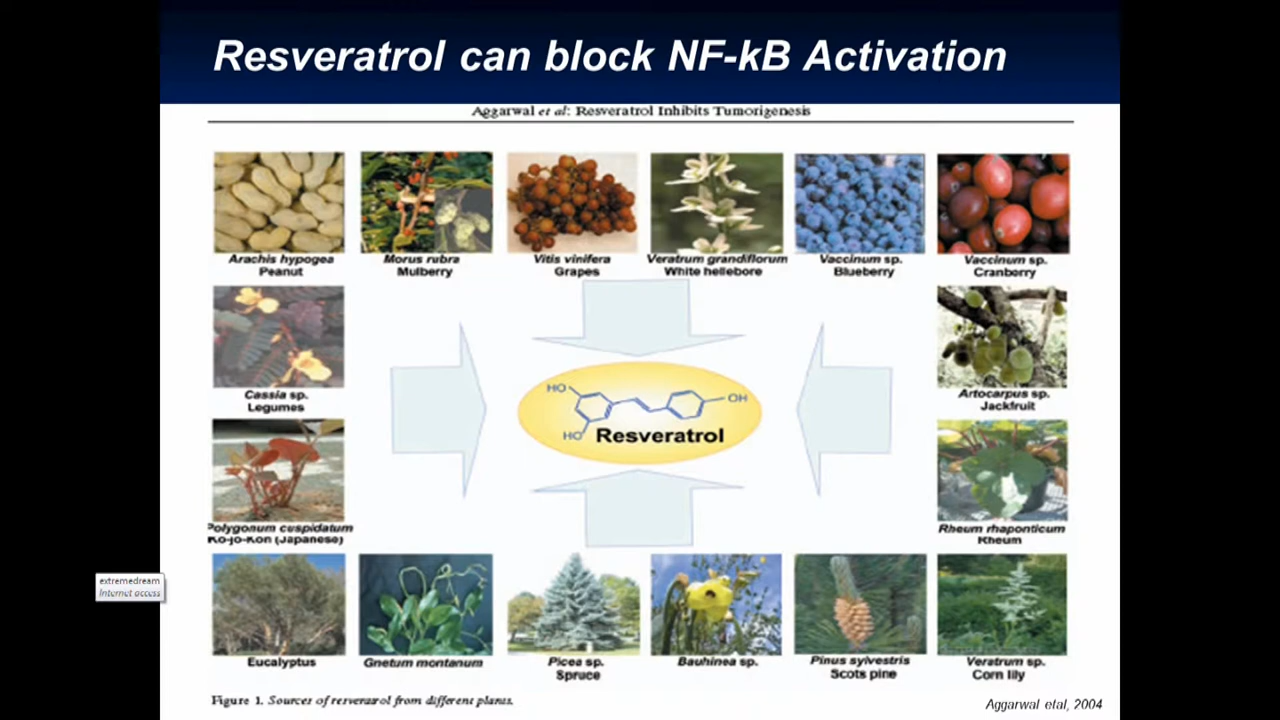 Resveratrol can block NF-kB Activation
Aggarwal et al: Resveratrol Inhibits Tumorigenesis
Arachis hypogea
Peanut
Morus rubra
Mulberry
Vitis vinifera
Grapes
Veratrum grandiflorum
White hellebore
Vaccinum sp.
Blueberry
Vaccinum sp.
Cranberry
Cassia sp.
Legumes
Artocarpus sp.
Jackfruit
HO
OH
HO
Resveratrol
Polygonum cuspidatum
Ko-jo-Kon (Japanese)
Rheum rhaponticum
Rheum
extremedream
Internet access
Eucalyptus
Gnetum montanum
Picea sp.
Spruce
Bauhinea sp.
Pinus sylvestris
Scots pine
Veratrum sp.
Corn lily
Figure 1. Sources of resveratrol from different plants.
Aggarwal etal, 2004